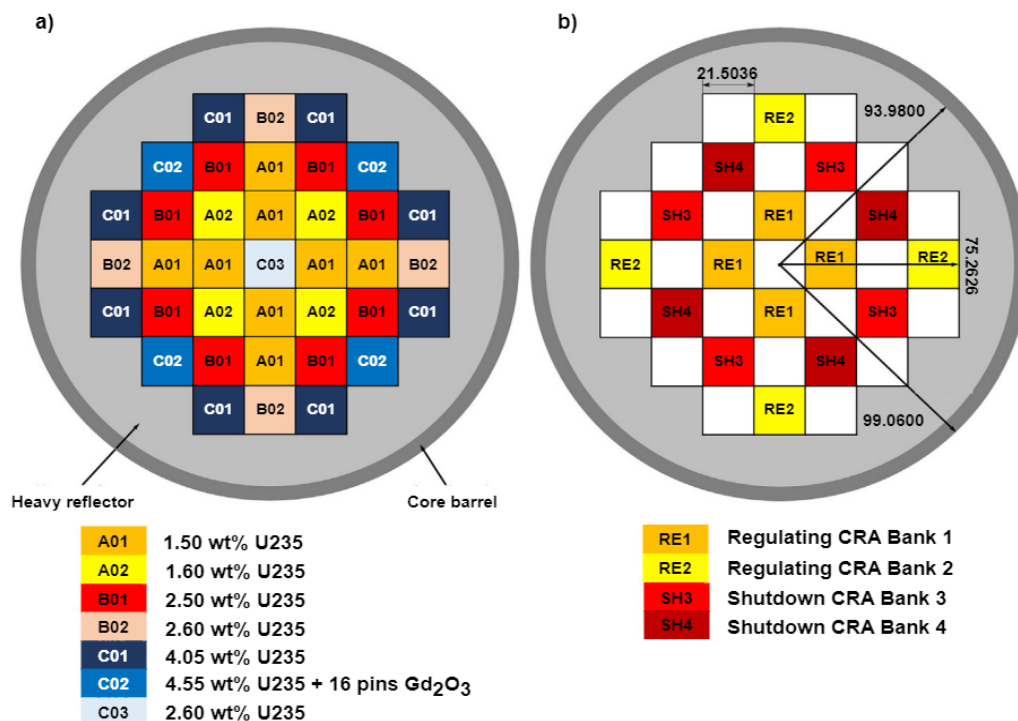 a)
C01 B02 C01
C02 B01 A01 B01 C02
C01 B01 A02 A01 A02 B01 C01
B02 A01 A01 C03 A01 A01 B02
C01 B01 A02 A01 A02 B01 C01
C02 B01 A01 B01 C02
C01 B02 C01
Heavy reflector
Core barrel
A01 1.50 wt% U235
A02 1.60 wt% U235
B01 2.50 wt% U235
B02 2.60 wt% U235
C01 4.05 wt% U235
C02 4.55 wt% U235 + 16 pins Gd2O3
C03 2.60 wt% U235
b)
21.5036
93.9800
RE2
SH4 SH3
SH3 RE1 SH4
RE2 RE1 RE1 RE2
75.2626
SH4 RE1 SH3
SH3 SH4
RE2
99.0600
RE1 Regulating CRA Bank 1
RE2 Regulating CRA Bank 2
SH3 Shutdown CRA Bank 3
SH4 Shutdown CRA Bank 4